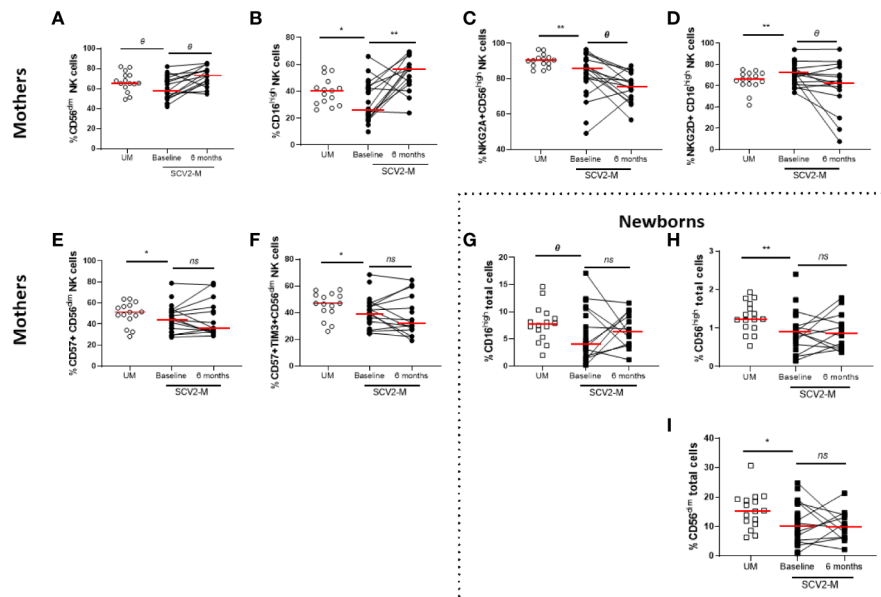 Mothers
A
% CD56dim NK cells
100
80
60
40
20
0
θ
θ
UM
Baseline
6 months
SCV2-M
B
% CD16high NK cells
80
60
40
20
0
*
**
UM
Baseline
6 months
SCV2-M
C
% NKG2A+CD56high NK cells
120
100
80
60
40
**
θ
UM
Baseline
6 months
SCV2-M
D
% NKG2D+ CD16high NK cells
120
100
80
60
40
20
0
**
θ
UM
Baseline
6 months
SCV2-M
Mothers
E
% CD57+ CD56dim NK cells
100
80
60
40
20
0
*
ns
UM
Baseline
6 months
SCV2-M
F
% CD57+TIM3+CD56dim NK cells
80
60
40
20
0
*
ns
UM
Baseline
6 months
SCV2-M
Newborns
G
% CD16high total cells
20
15
10
5
0
θ
ns
UM
Baseline
6 months
SCV2-M
H
% CD56high total cells
3
2
1
0
**
ns
UM
Baseline
6 months
SCV2-M
I
% CD56dim total cells
40
30
20
10
0
*
ns
UM
Baseline
6 months
SCV2-M